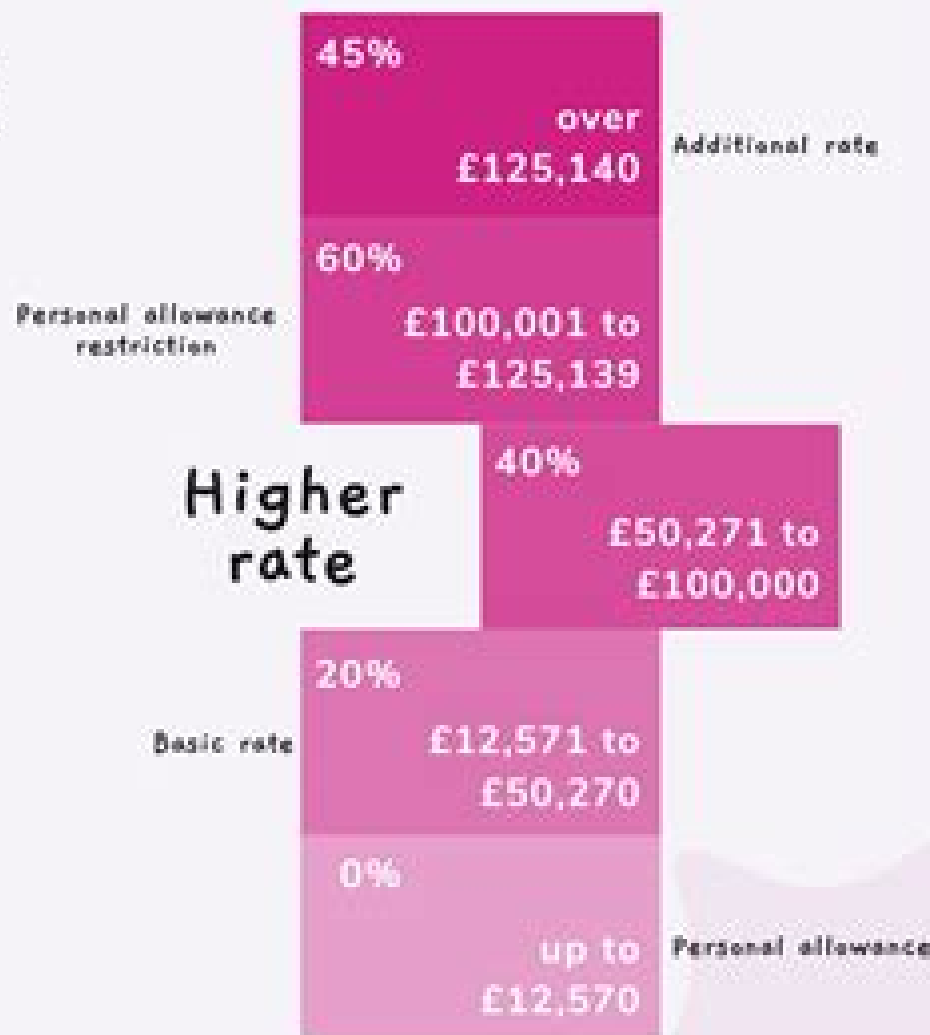 45%
over
£125,140
Additional rate
60%
Personal allowance
restriction
£100,001 to
£125,139
Higher
rate
40%
£50,271 to
£100,000
20%
Basic rate
£12,571 to
£50,270
0%
up to
£12,570
Personal allowance